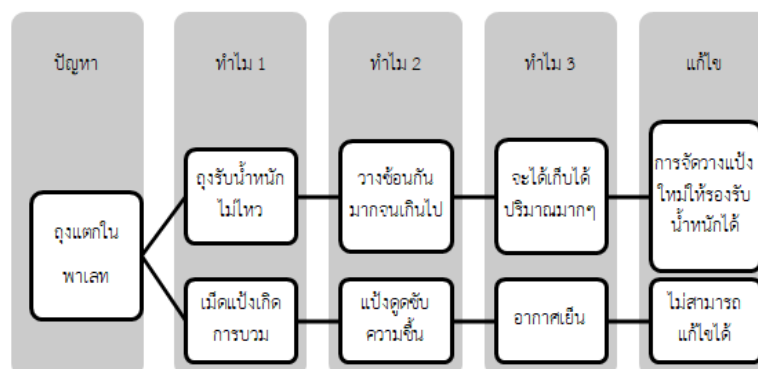 ปัญหา
ทำไม 1
ทำไม 2
ทำไม 3
แก้ไข
ถุงแตกใน
พาเลท
ถุงรับน้ำหนัก
ไม่ไหว
วางซ้อนกัน
มากจนเกินไป
จะได้เก็บได้
ปริมาณมากๆ
การจัดวางแป้ง
ใหม่ให้รองรับ
น้ำหนักได้
เม็ดแป้งเกิด
การบวม
แป้งดูดซับ
ความชื้น
อากาศเย็น
ไม่สามารถ
แก้ไขได้